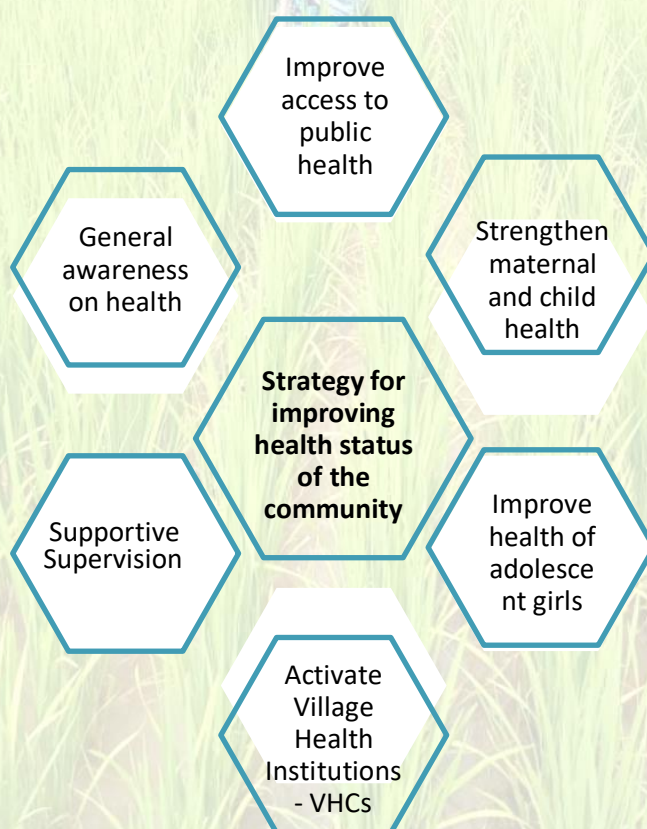 Improve
access to
public
health
General
awareness
on health
Strengthen
maternal
and child
health
Strategy for
improving
health status
of the
community
Supportive
Supervision
Improve
health of
adolesce
nt girls
Activate
Village
Health
Institutions
- VHCs